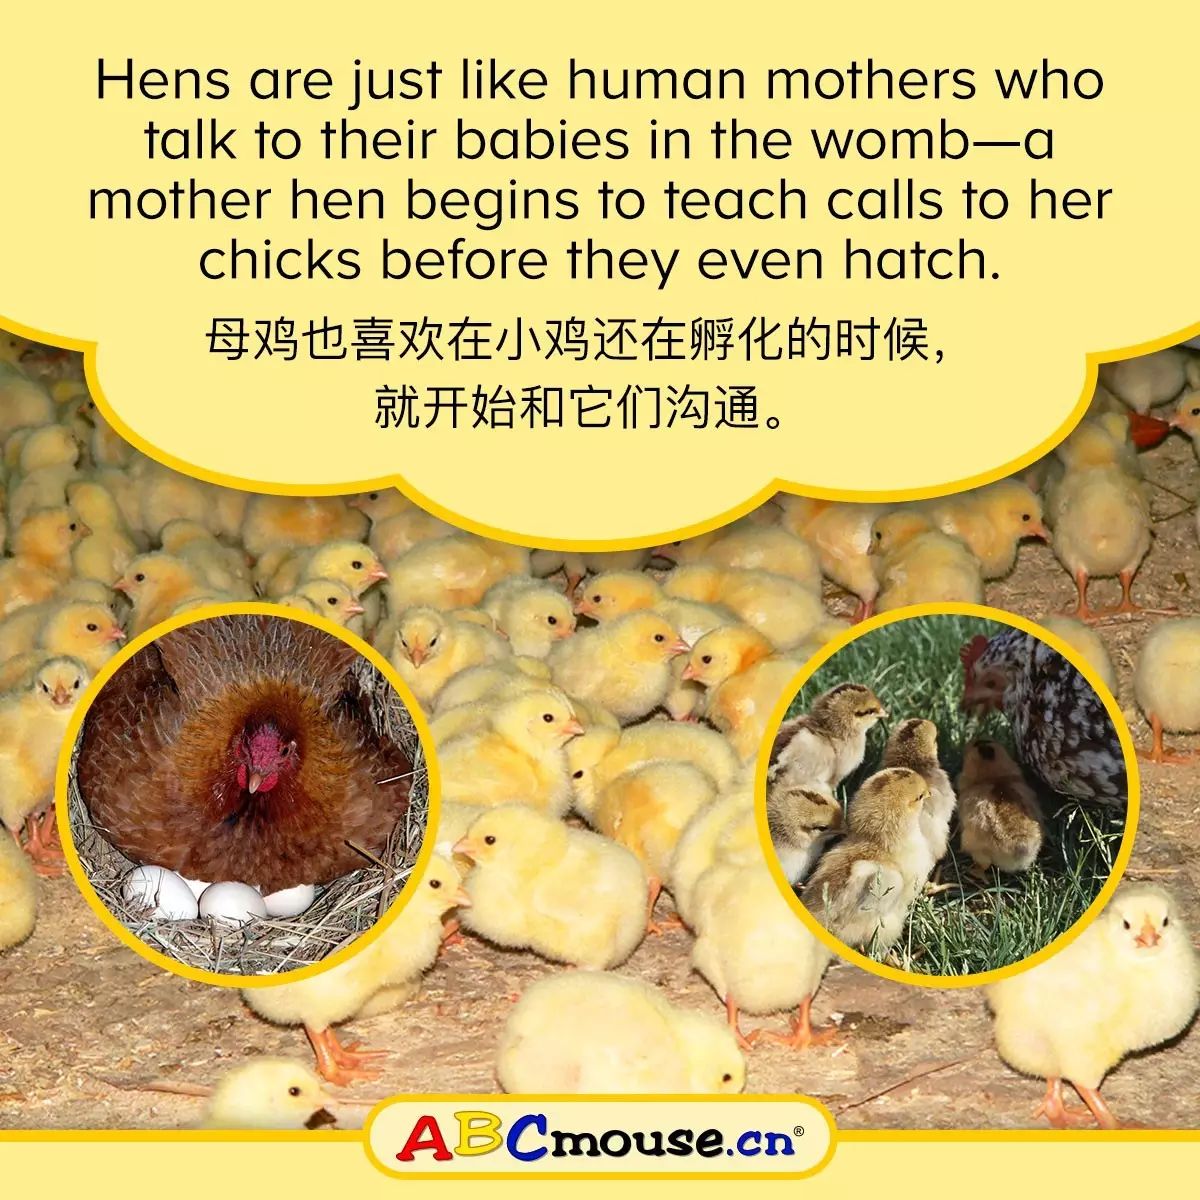 Hens are just like human mothers who
talk to their babies in the womb—a
mother hen begins to teach calls to her
chicks before they even hatch.
母鸡也喜欢在小鸡还在孵化的时候，
就开始和它们沟通。
ABCmouse.cn®